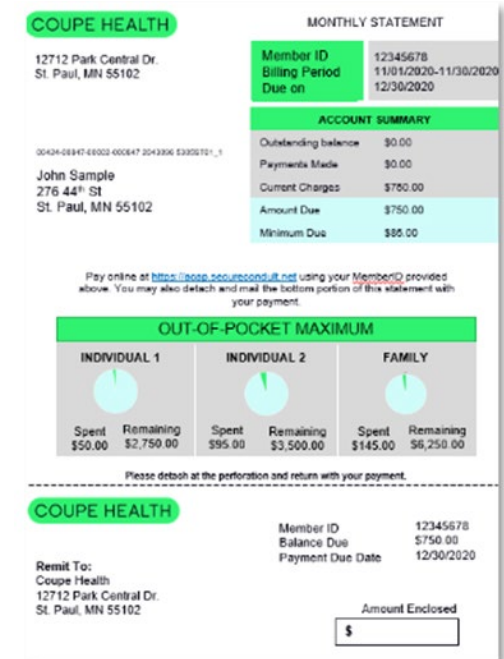 COUPE HEALTH
12712 Park Central Dr.
St. Paul, MN 55102
MONTHLY STATEMENT
Member ID 12345678
Billing Period 11/01/2020-11/30/2020
Due on 12/30/2020
ACCOUNT SUMMARY
Outstanding balance $0.00
Payments Made $0.00
Current Charges $750.00
Amount Due $750.00
Minimum Due $85.00
John Sample
276 44th St
St. Paul, MN 55102
Pay online at using your MemberID provided
above. You may also detach and mail the bottom portion of this statement with
your payment.
OUT-OF-POCKET MAXIMUM
INDIVIDUAL 1 INDIVIDUAL 2 FAMILY
Spent Remaining Spent Remaining Spent Remaining
$50.00 $2,750.00 $95.00 $3,500.00 $145.00 $6,250.00
Please detach at the perforation and return with your payment.
COUPE HEALTH
Member ID 12345678
Balance Due $750.00
Payment Due Date 12/30/2020
Remit To:
Coupe Health
12712 Park Central Dr.
St. Paul, MN 55102
Amount Enclosed
$